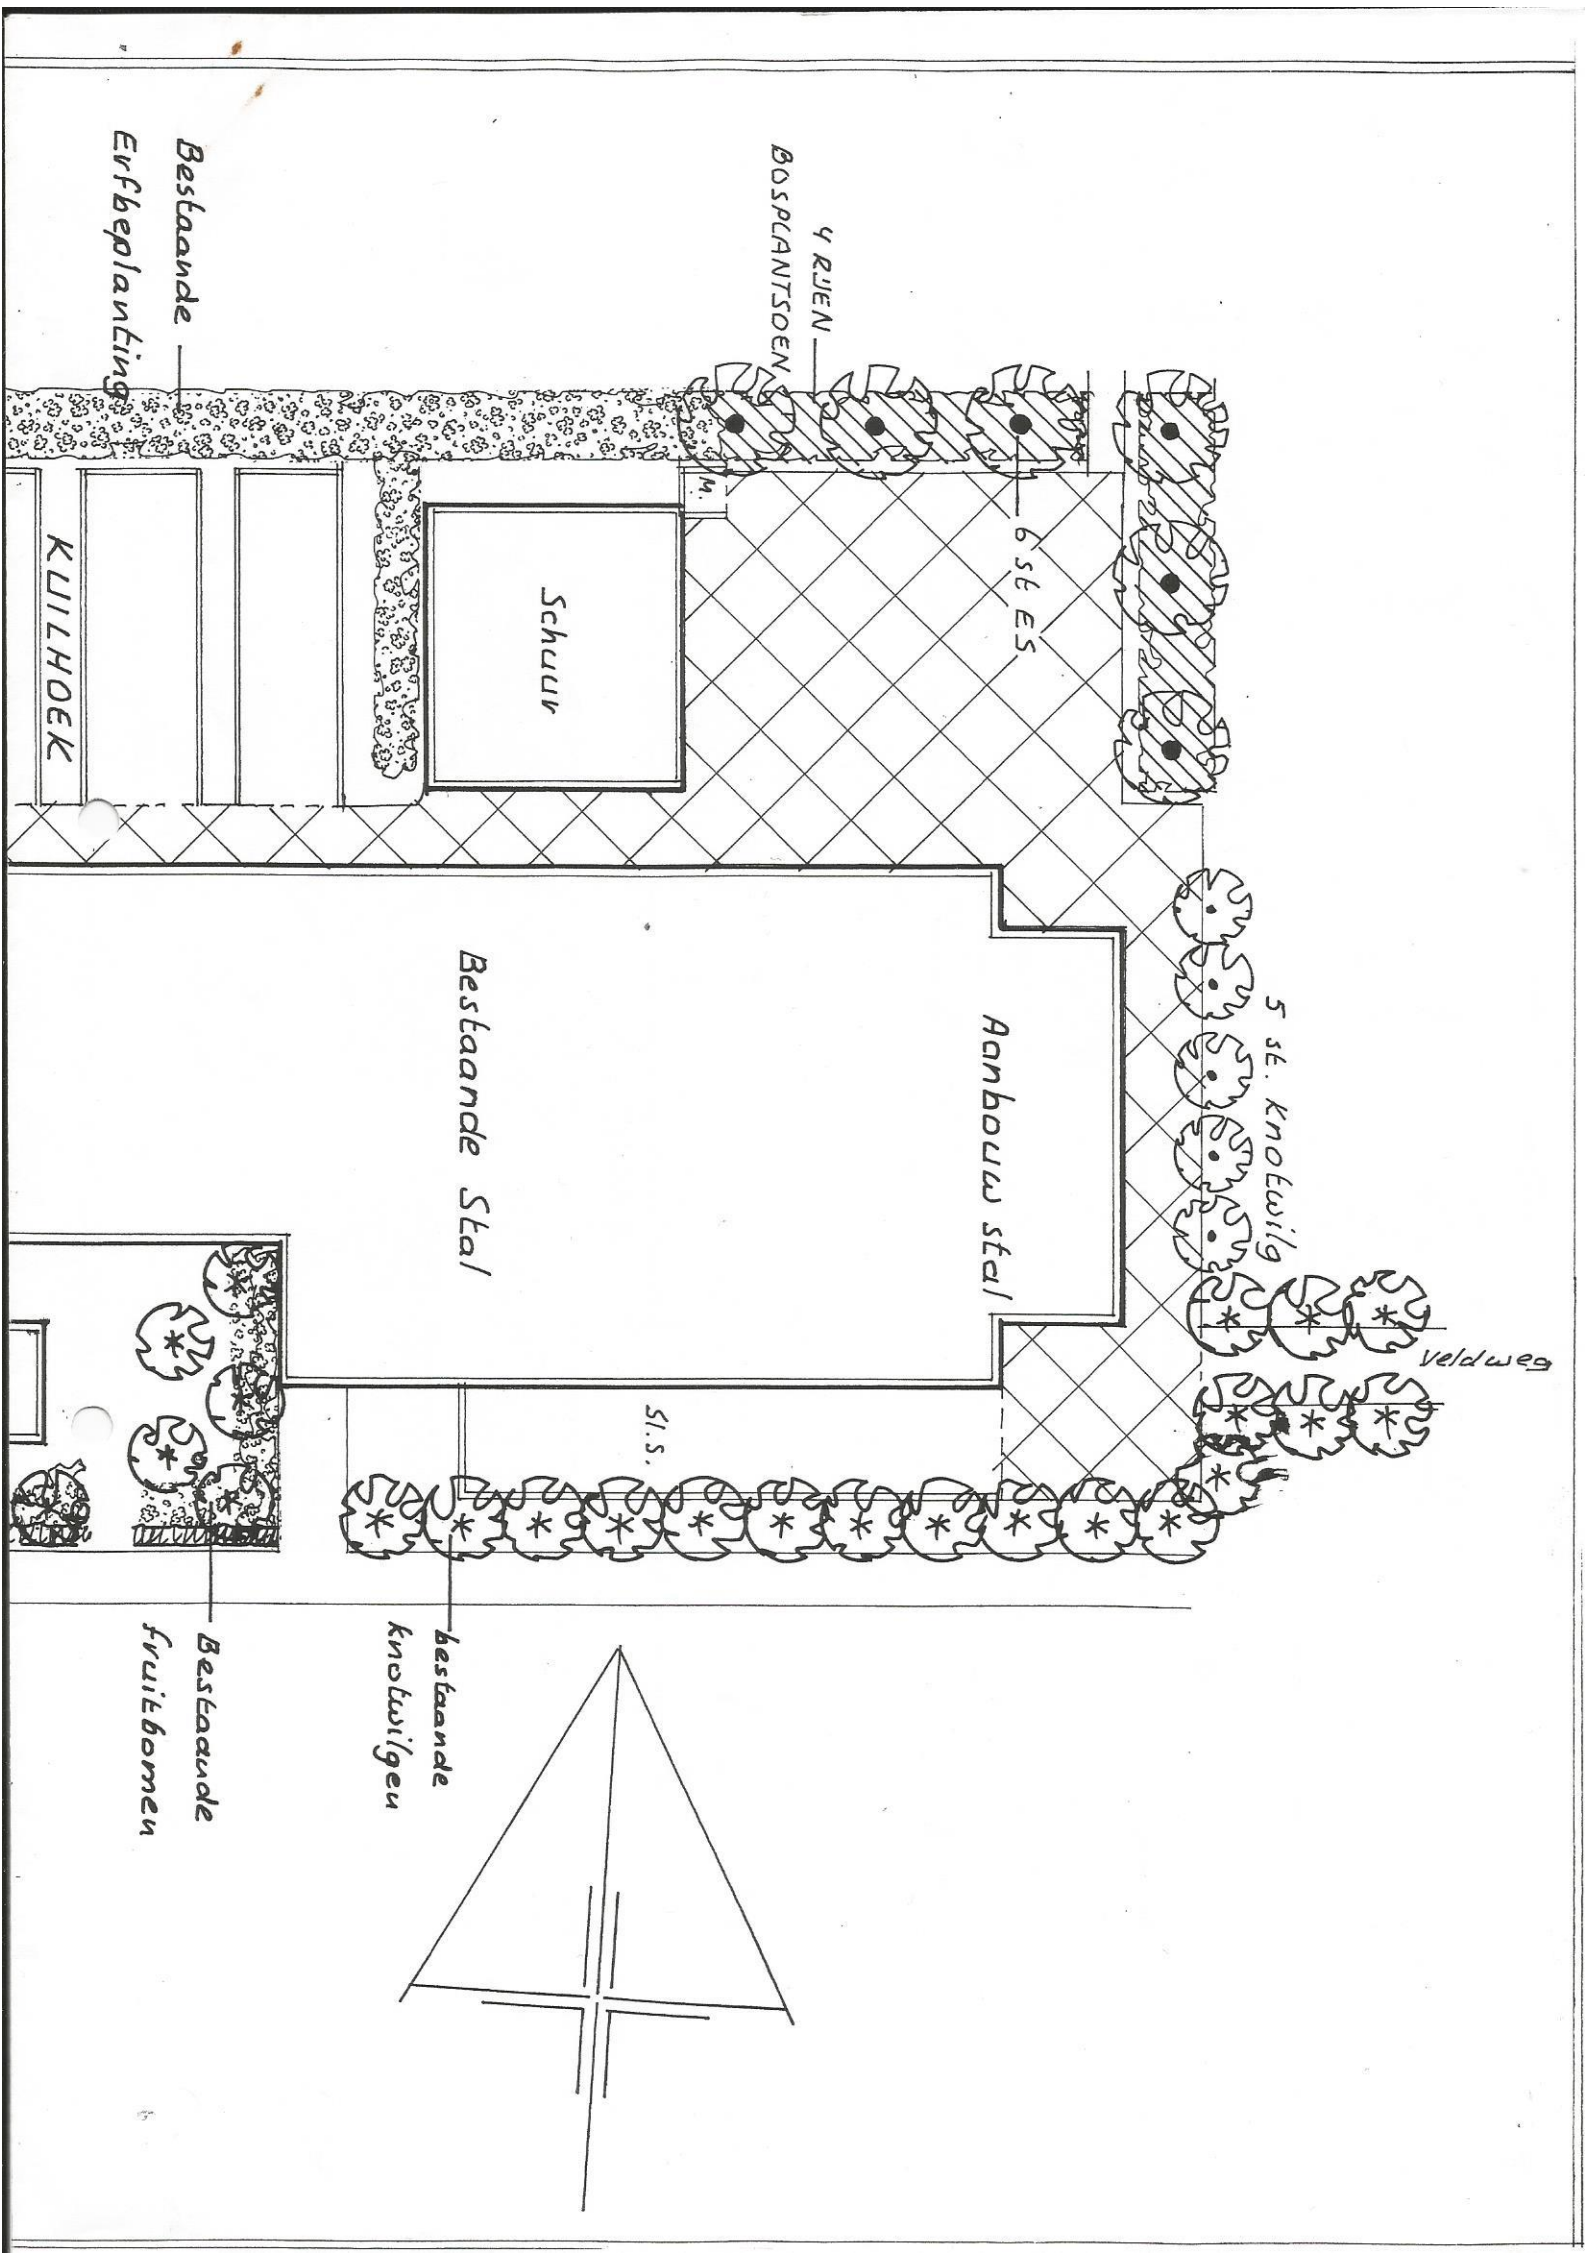 Bestaande
Erfbeplanting
4 RIJEN
BOSPLANTSOEN
M.
6 st ES
Schuur
KUILHOEK
5 st. Knotwilg
Aanbouw stal
Bestaande Stal
Veldweg
Sl.S.
bestaande
knotwilgen
Bestaande
fruitbomen